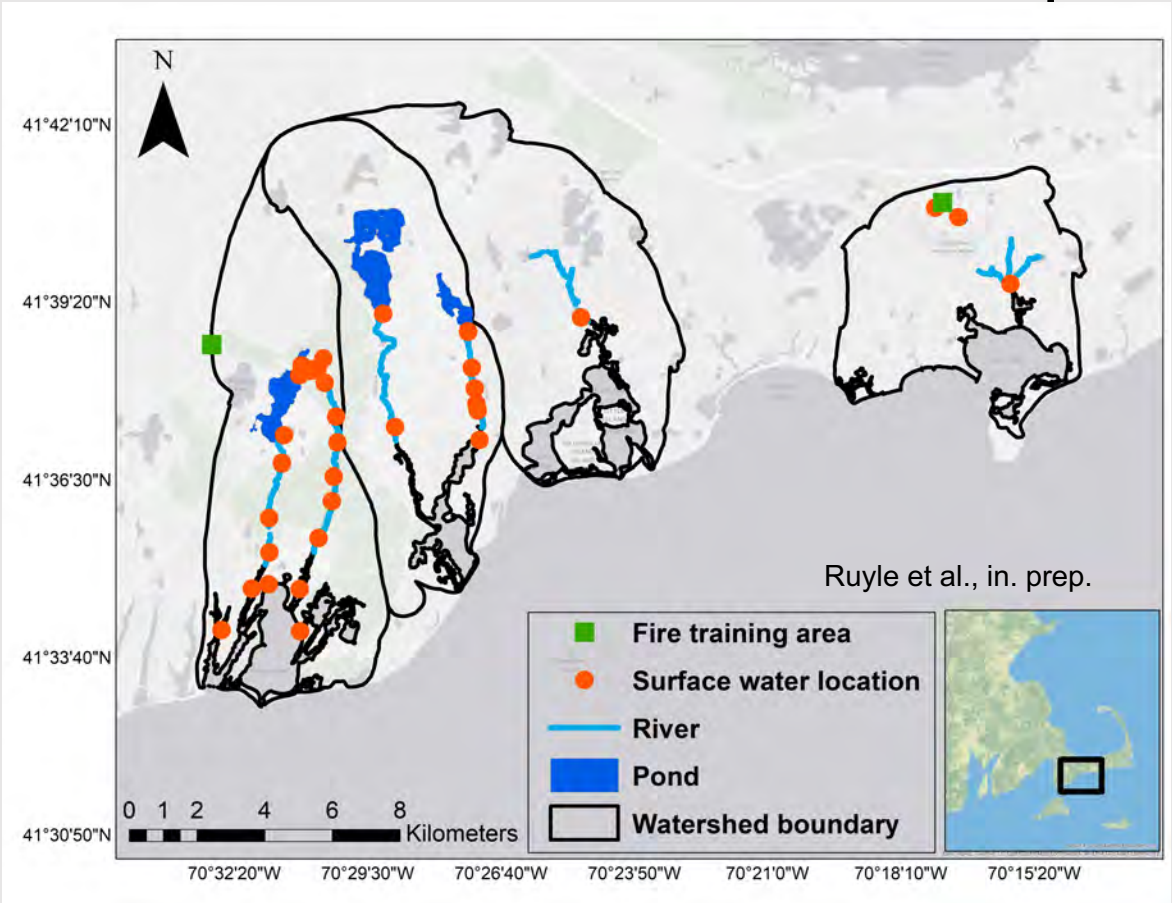 N
41°42'10"N
41°39'20"N
41°36'30"N
41°33'40"N
41°30'50"N
Ruyle et al., in. prep.
Fire training area
Surface water location
River
Pond
Watershed boundary
0 1 2 4 6 8
Kilometers
70°32'20"W 70°29'30"W 70°26'40"W 70°23'50"W 70°21'0"W 70°18'10"W 70°15'20"W